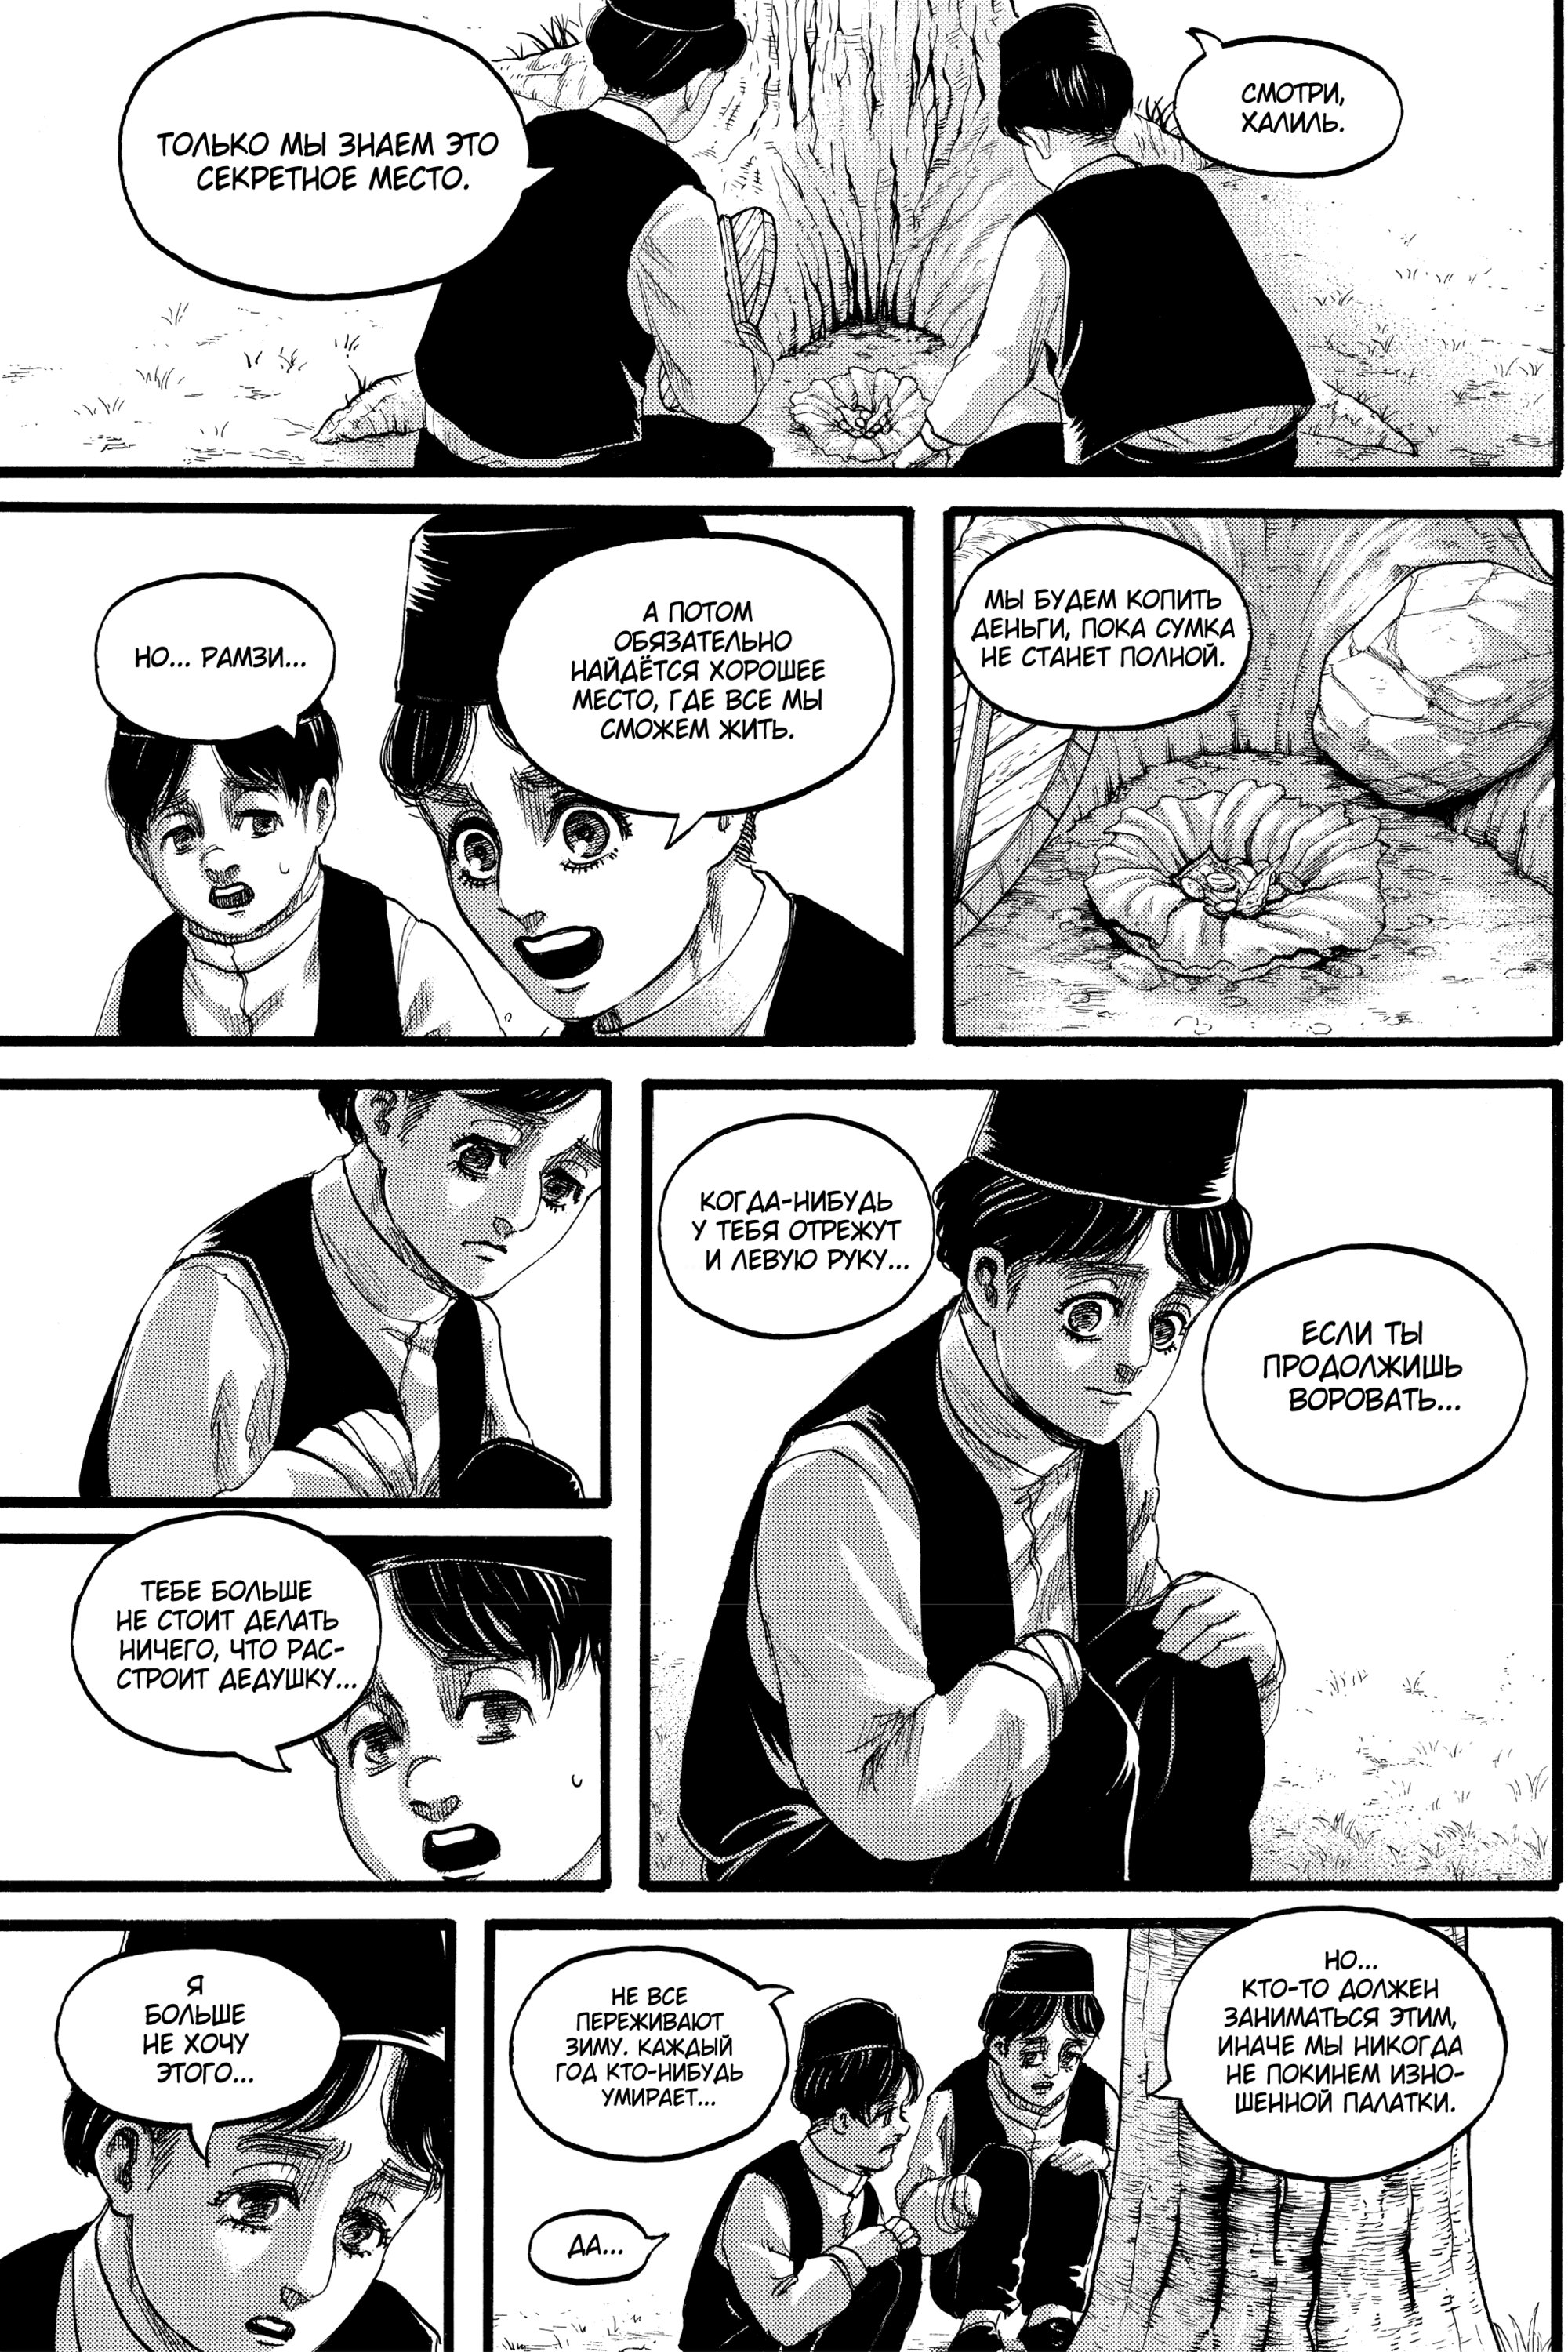 СМОТРИ,
ХАЛИЛЬ.
ТОЛЬКО МЫ ЗНАЕМ ЭТО
СЕКРЕТНОЕ МЕСТО.
МЫ БУДЕМ КОПИТЬ
ДЕНЬГИ, ПОКА СУМКА
НЕ СТАНЕТ ПОЛНОЙ.
А ПОТОМ
ОБЯЗАТЕЛЬНО
НАЙДЁТСЯ ХОРОШЕЕ
МЕСТО, ГДЕ ВСЕ МЫ
СМОЖЕМ ЖИТЬ.
НО... РАМЗИ...
ЕСЛИ ТЫ
ПРОДОЛЖИШЬ
ВОРОВАТЬ...
КОГДА-НИБУДЬ
У ТЕБЯ ОТРЕЖУТ
И ЛЕВУЮ РУКУ...
ТЕБЕ БОЛЬШЕ
НЕ СТОИТ ДЕЛАТЬ
НИЧЕГО, ЧТО РАС-
СТРОИТ ДЕДУШКУ...
НО...
КТО-ТО ДОЛЖЕН
ЗАНИМАТЬСЯ ЭТИМ,
ИНАЧЕ МЫ НИКОГДА
НЕ ПОКИНЕМ ИЗНО-
ШЕННОЙ ПАЛАТКИ.
НЕ ВСЕ
ПЕРЕЖИВАЮТ
ЗИМУ. КАЖДЫЙ
ГОД КТО-НИБУДЬ
УМИРАЕТ...
ДА...
Я
БОЛЬШЕ
НЕ ХОЧУ
ЭТОГО...